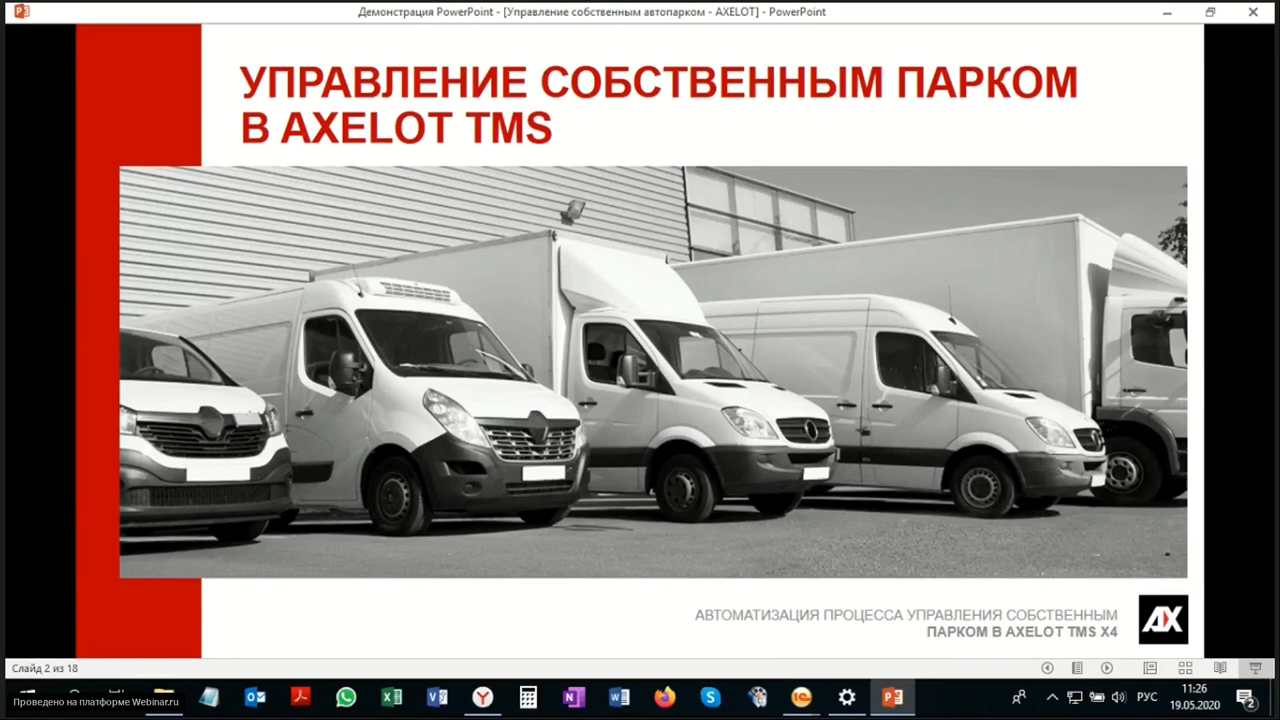 Демонстрация PowerPoint - [Управление собственным автопарком - AXELOT] - PowerPoint
УПРАВЛЕНИЕ СОБСТВЕННЫМ ПАРКОМ
В AXELOT TMS
АВТОМАТИЗАЦИЯ ПРОЦЕССА УПРАВЛЕНИЯ СОБСТВЕННЫМ
ПАРКОМ В AXELOT TMS X4
AX
Слайд 2 из 18
Проведено на платформе Webinar.ru
РУС
11:26
19.05.2020
2